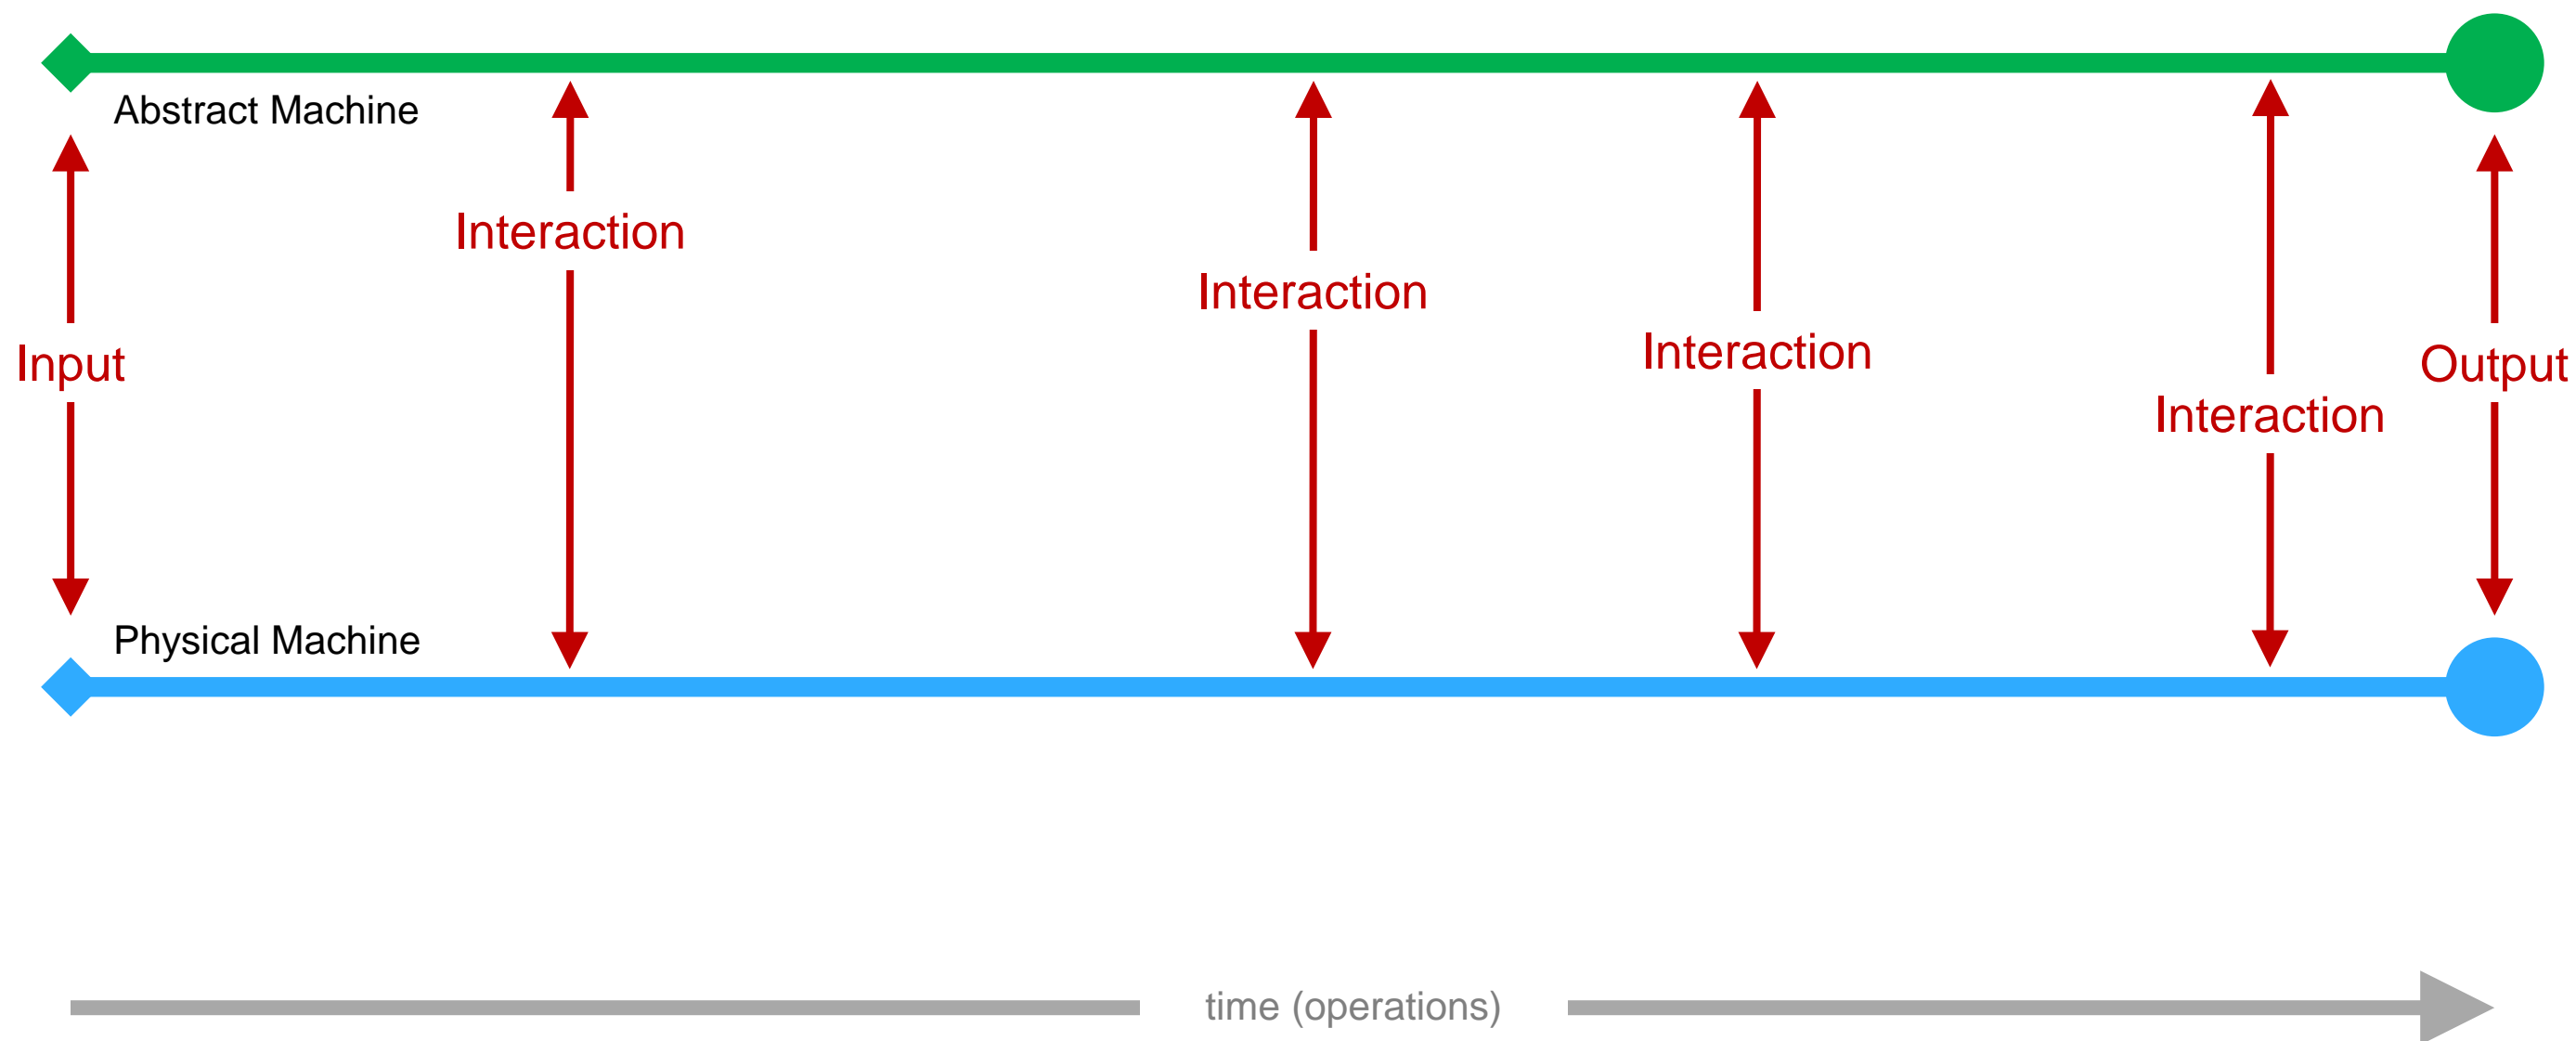 Abstract Machine
Interaction
Interaction
Interaction
Input
Output
Interaction
Physical Machine
time (operations)